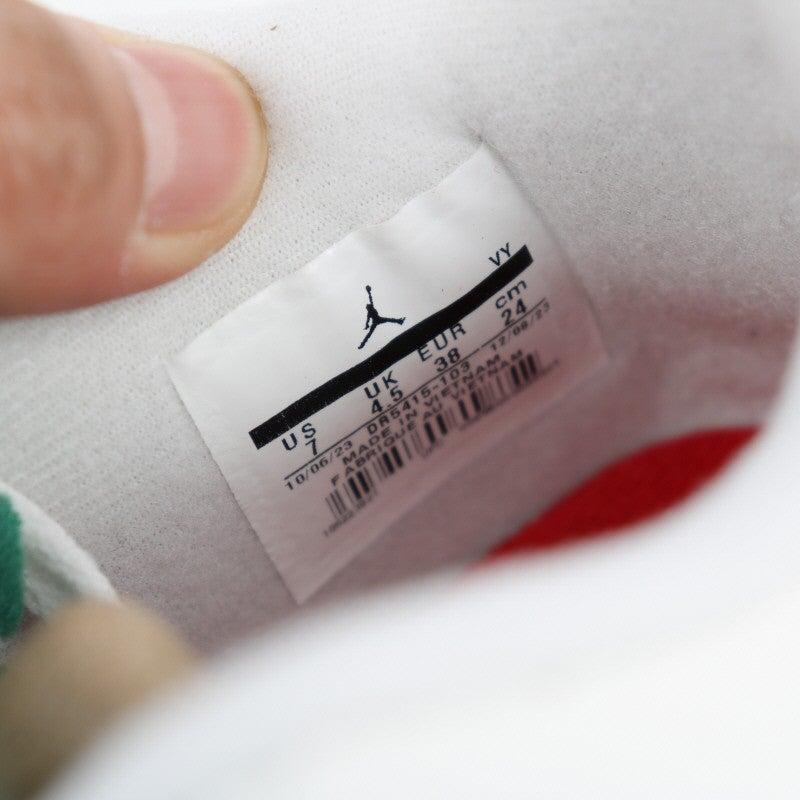 VY
US UK EUR cm
7 4.5 38 24
10/06/23 DR5415-103 12/08/23
MADE IN VIETNAM
FABRIQUE AU VIETNAM